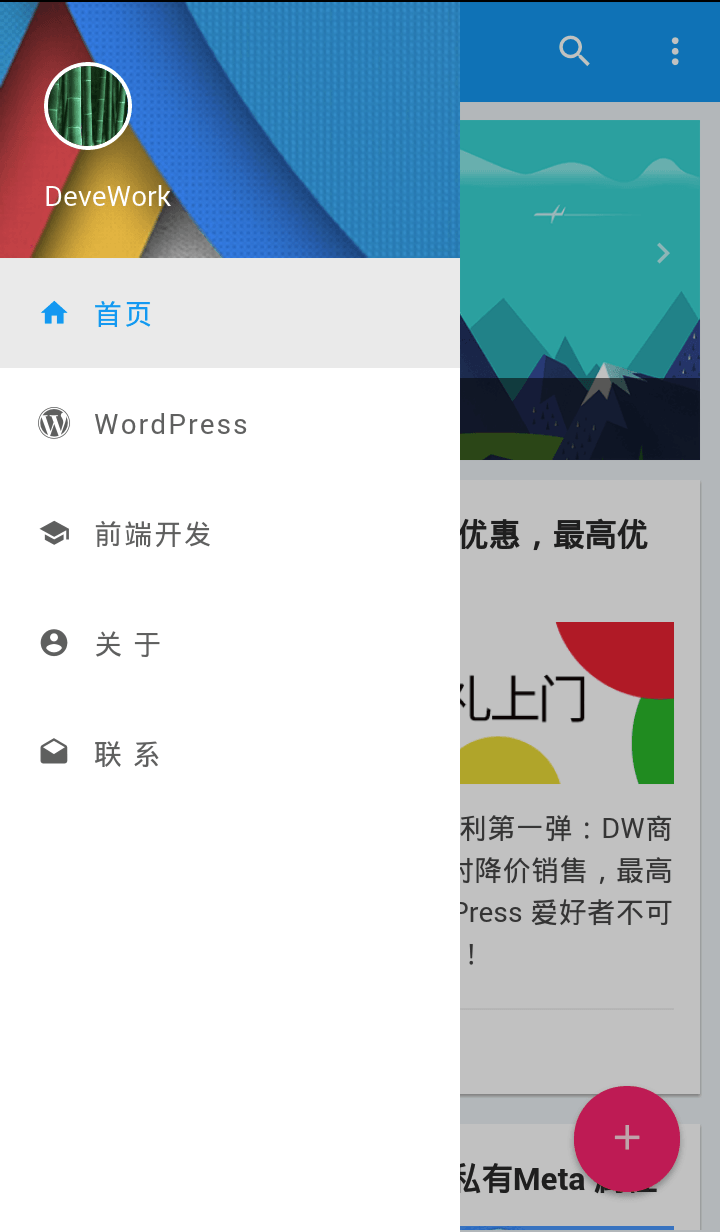 DeveWork
首页
WordPress
前端开发
关 于
联 系
优惠，最高优
礼上门
利第一弹：DW商
时降价销售，最高
Press 爱好者不可
！
私有Meta